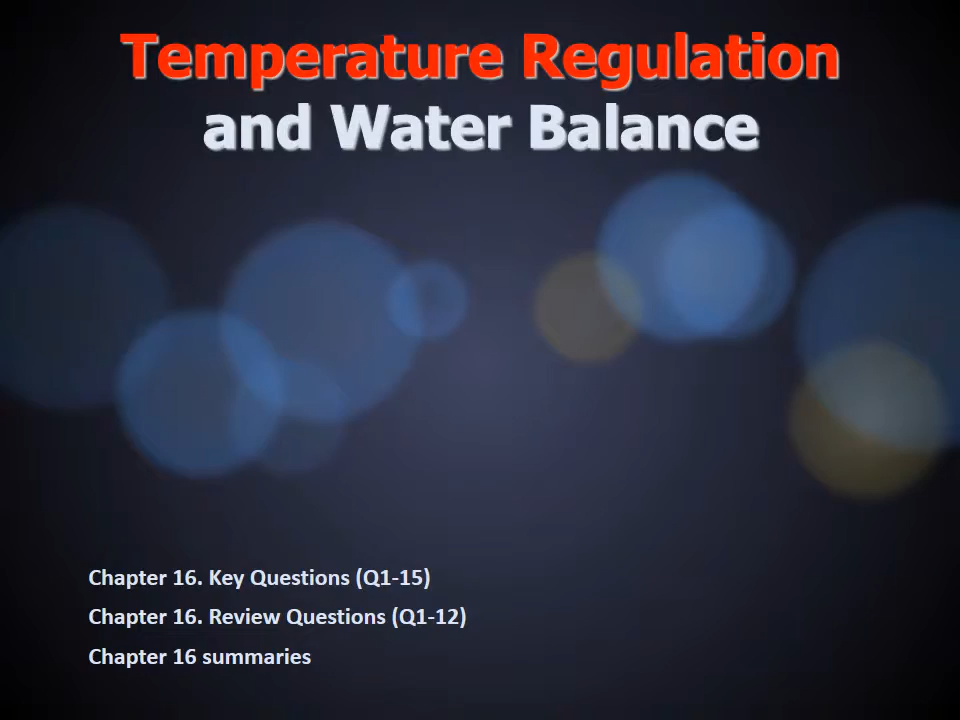 Temperature Regulation
and Water Balance
Chapter 16. Key Questions (Q1-15)
Chapter 16. Review Questions (Q1-12)
Chapter 16 summaries